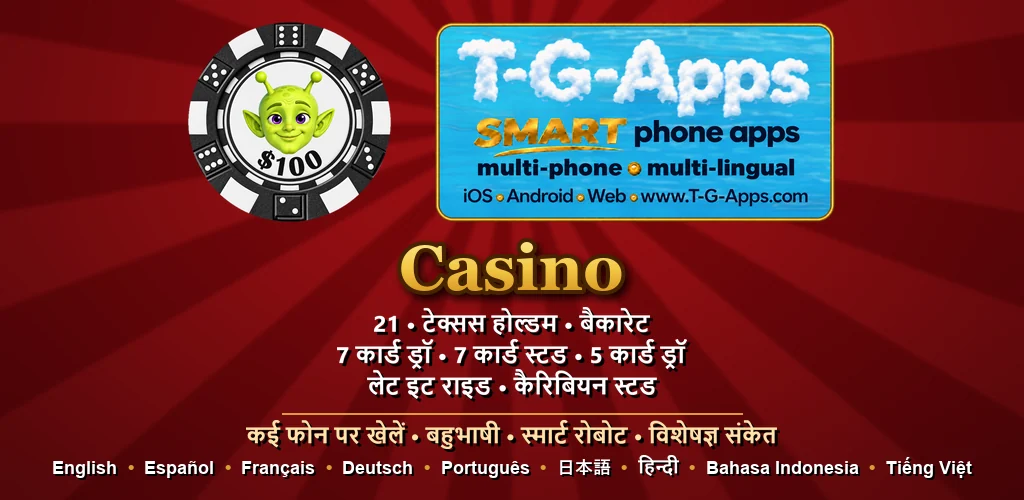 $100
T-G-Apps
SMART phone apps
multi-phone • multi-lingual
iOS • Android • Web • www.T-G-Apps.com
Casino
21 • टेक्सस होल्डम • बैकारेट
7 कार्ड ड्रॉ • 7 कार्ड स्टड • 5 कार्ड ड्रॉ
लेट इट राइड • कैरिबियन स्टड
कई फोन पर खेलें • बहुभाषी • स्मार्ट रोबोट • विशेषज्ञ संकेत
English • Español • Français • Deutsch • Português • 日本語 • हिन्दी • Bahasa Indonesia • Tiếng Việt